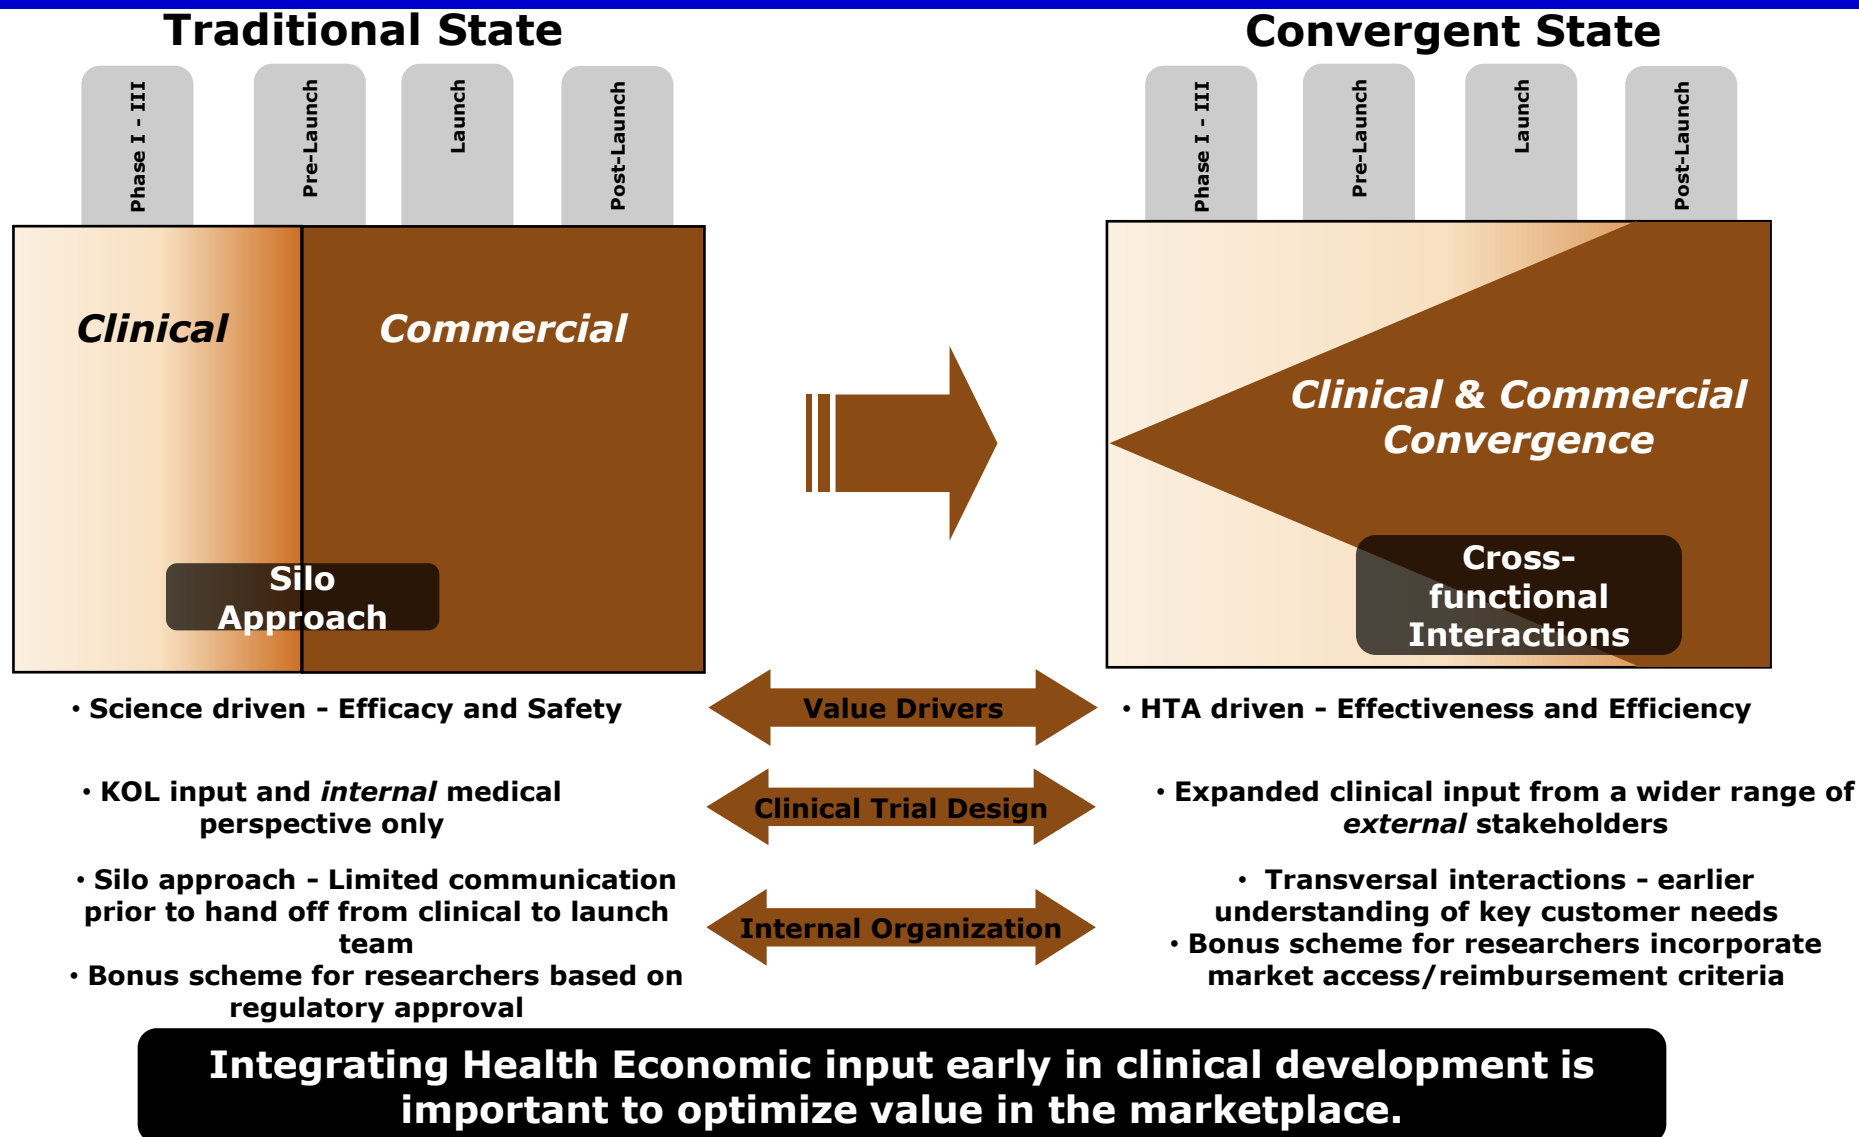 Traditional State
Convergent State
Phase I - III
Pre-Launch
Launch
Post-Launch
Phase I - III
Pre-Launch
Launch
Post-Launch
Clinical
Commercial
Silo
Approach
Clinical & Commercial
Convergence
Cross-
functional
Interactions
• Science driven - Efficacy and Safety
Value Drivers
• HTA driven - Effectiveness and Efficiency
• KOL input and internal medical
perspective only
Clinical Trial Design
• Expanded clinical input from a wider range of
external stakeholders
• Silo approach - Limited communication
prior to hand off from clinical to launch
team
• Bonus scheme for researchers based on
regulatory approval
Internal Organization
• Transversal interactions - earlier
understanding of key customer needs
• Bonus scheme for researchers incorporate
market access/reimbursement criteria
Integrating Health Economic input early in clinical development is
important to optimize value in the marketplace.